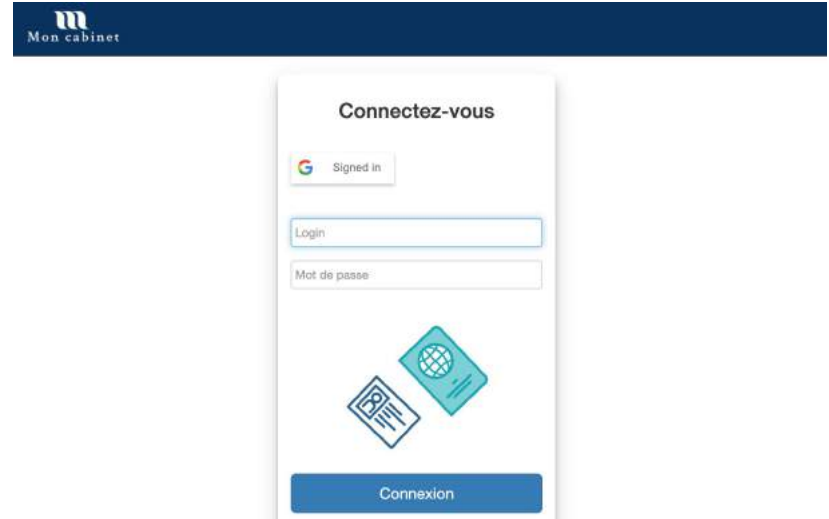 m
Mon cabinet
Connectez-vous
Signed in
Login
Mot de passe
Connexion